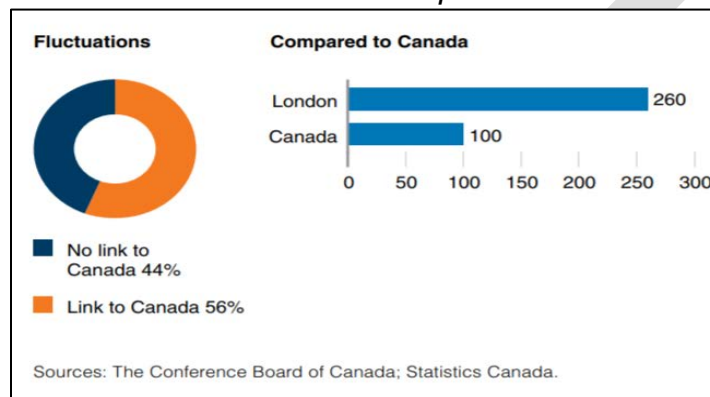 Fluctuations
No link to
Canada 44%
Link to Canada 56%
Compared to Canada
London 260
Canada 100
0 50 100 150 200 250 300
Sources: The Conference Board of Canada; Statistics Canada.